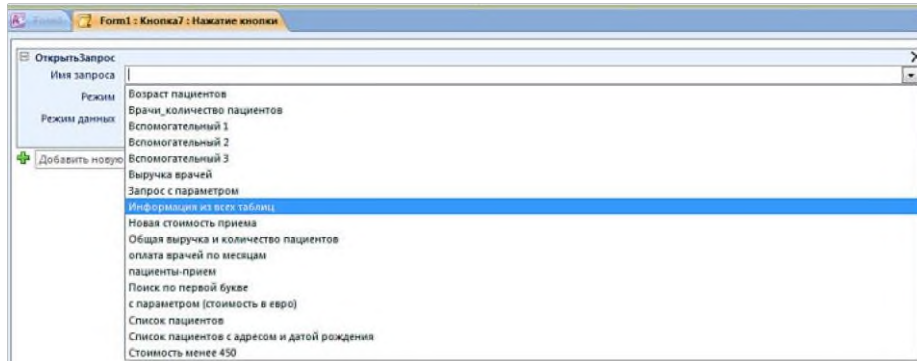 Form1
Form1 : Кнопка7 : Нажатие кнопки
ОткрытьЗапрос
Имя запроса
Режим
Режим данных
Добавить новую
Возраст пациентов
Врачи_количество пациентов
Вспомогательный 1
Вспомогательный 2
Вспомогательный 3
Выручка врачей
Запрос с параметром
Информация из всех таблиц
Новая стоимость приема
Общая выручка и количество пациентов
оплата врачей по месяцам
пациенты-прием
Поиск по первой букве
с параметром (стоимость в евро)
Список пациентов
Список пациентов с адресом и датой рождения
Стоимость менее 450